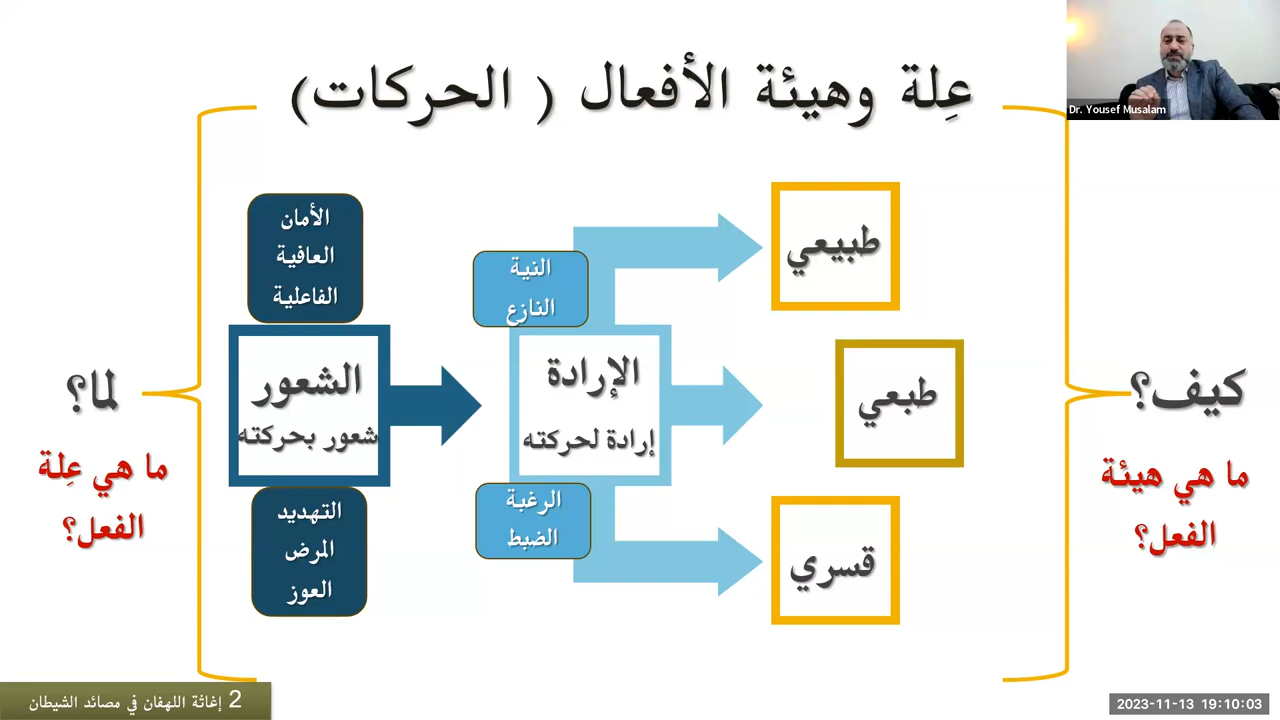 عِلة وهيئة الأفعال ( الحركات)
Dr. Yousef Musalam
كيف؟
ما هي هيئة
الفعل؟
طبيعي
طبعي
قسري
النية
النازع
الإرادة
إرادة لحركته
الرغبة
الضبط
الأمان
العافية
الفاعلية
الشعور
شعور بحركته
التهديد
المرض
العوز
لما؟
ما هي عِلة
الفعل؟
2 إغاثة اللهفان في مصائد الشيطان
2023-11-13 19:10:03